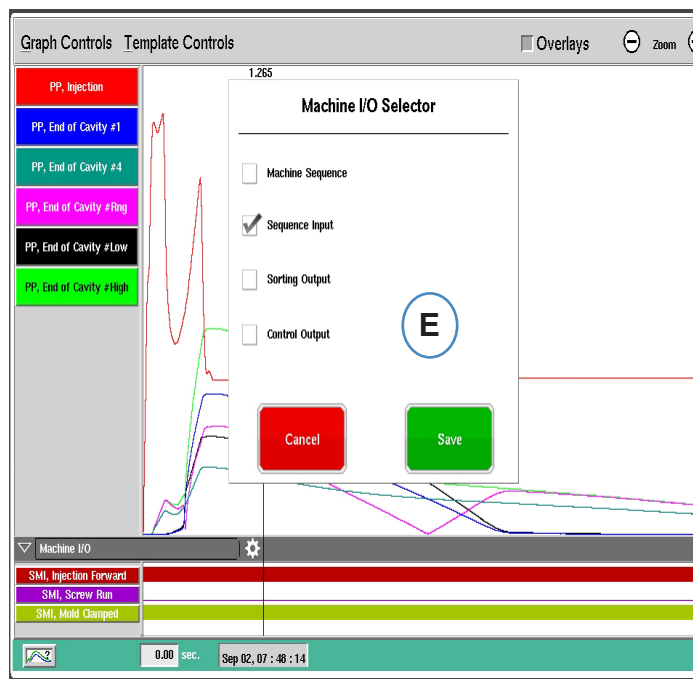 Graph Controls Template Controls Overlays Zoom
1.265
PP, Injection
PP, End of Cavity #1
PP, End of Cavity #4
PP, End of Cavity #Rng
PP, End of Cavity #Low
PP, End of Cavity #High
Machine I/O Selector
Machine Sequence
Sequence Input
Sorting Output
Control Output
E
Cancel Save
Machine I/O
SMI, Injection Forward
SMI, Screw Run
SMI, Mold Clamped
0.00 sec. Sep 02, 07 : 48 : 14